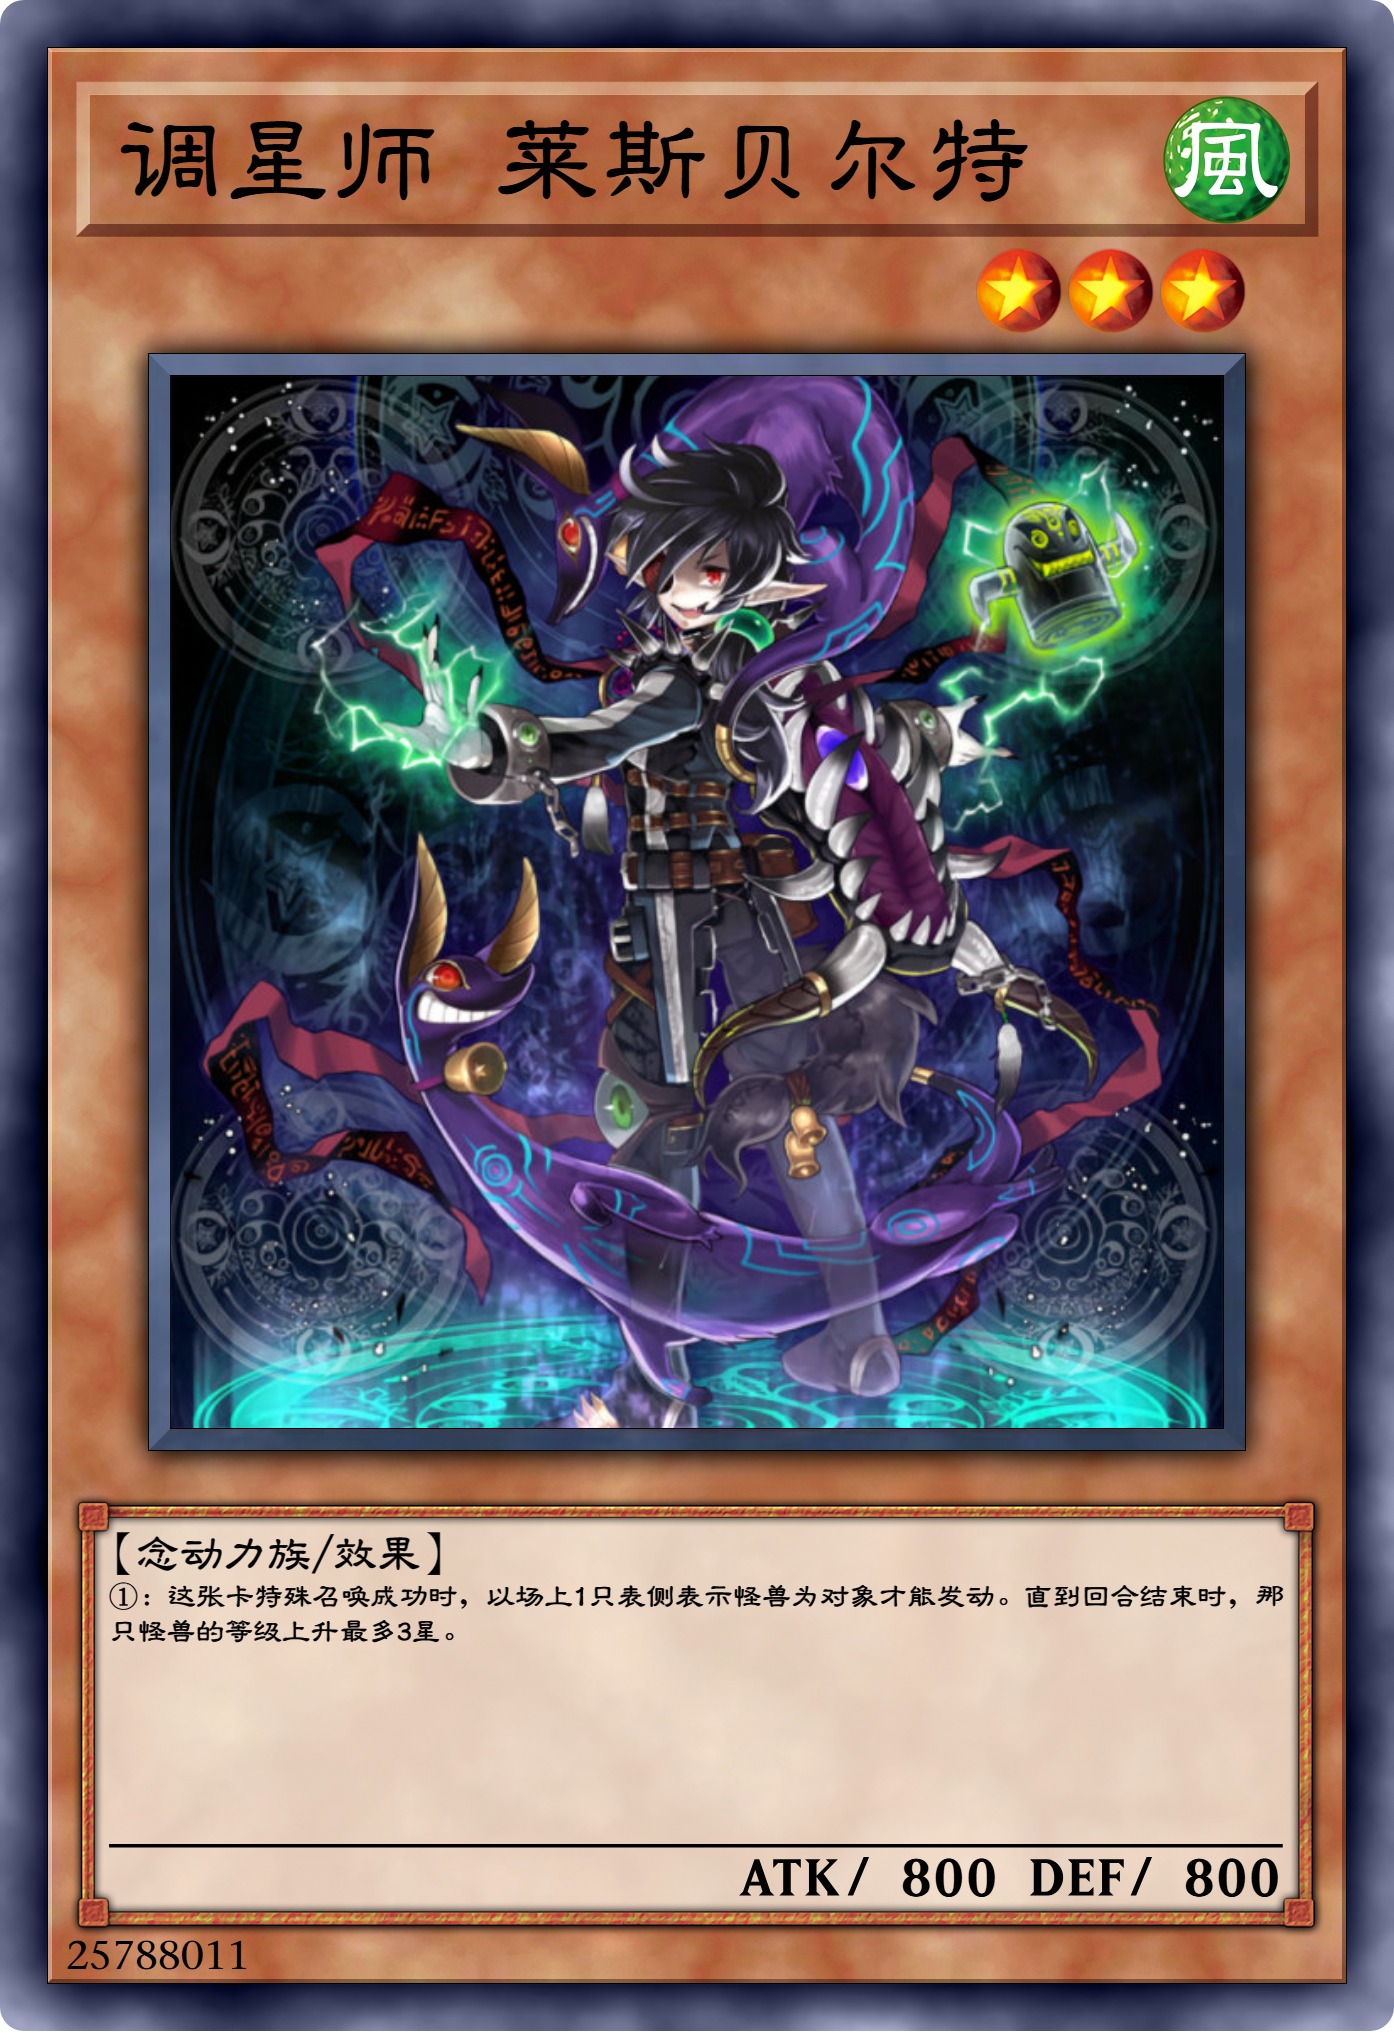 调星师 莱斯贝尔特
風
【念动力族/效果】
①：这张卡特殊召唤成功时，以场上1只表侧表示怪兽为对象才能发动。直到回合结束时，那
只怪兽的等级上升最多3星。
ATK/ 800 DEF/ 800
25788011